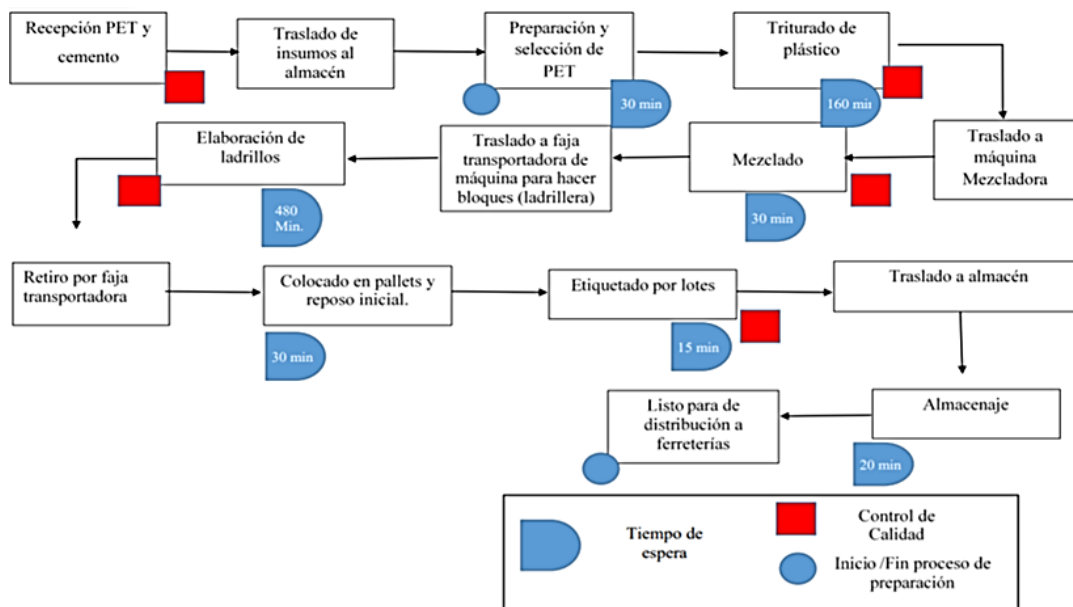 Recepción PET y
cemento
Traslado de
insumos al
almacén
Preparación y
selección de
PET
30 min
Triturado de
plástico
160 min
Traslado a
máquina
Mezcladora
Mezclado
30 min
Traslado a faja
transportadora de
máquina para hacer
bloques (ladrillera)
Elaboración de
ladrillos
480
Min.
Retiro por faja
transportadora
Colocado en pallets y
reposo inicial.
30 min
Etiquetado por lotes
15 min
Traslado a almacén
Almacenaje
20 min
Listo para de
distribución a
ferreterías
Tiempo de
espera
Control de
Calidad
Inicio /Fin proceso de
preparación